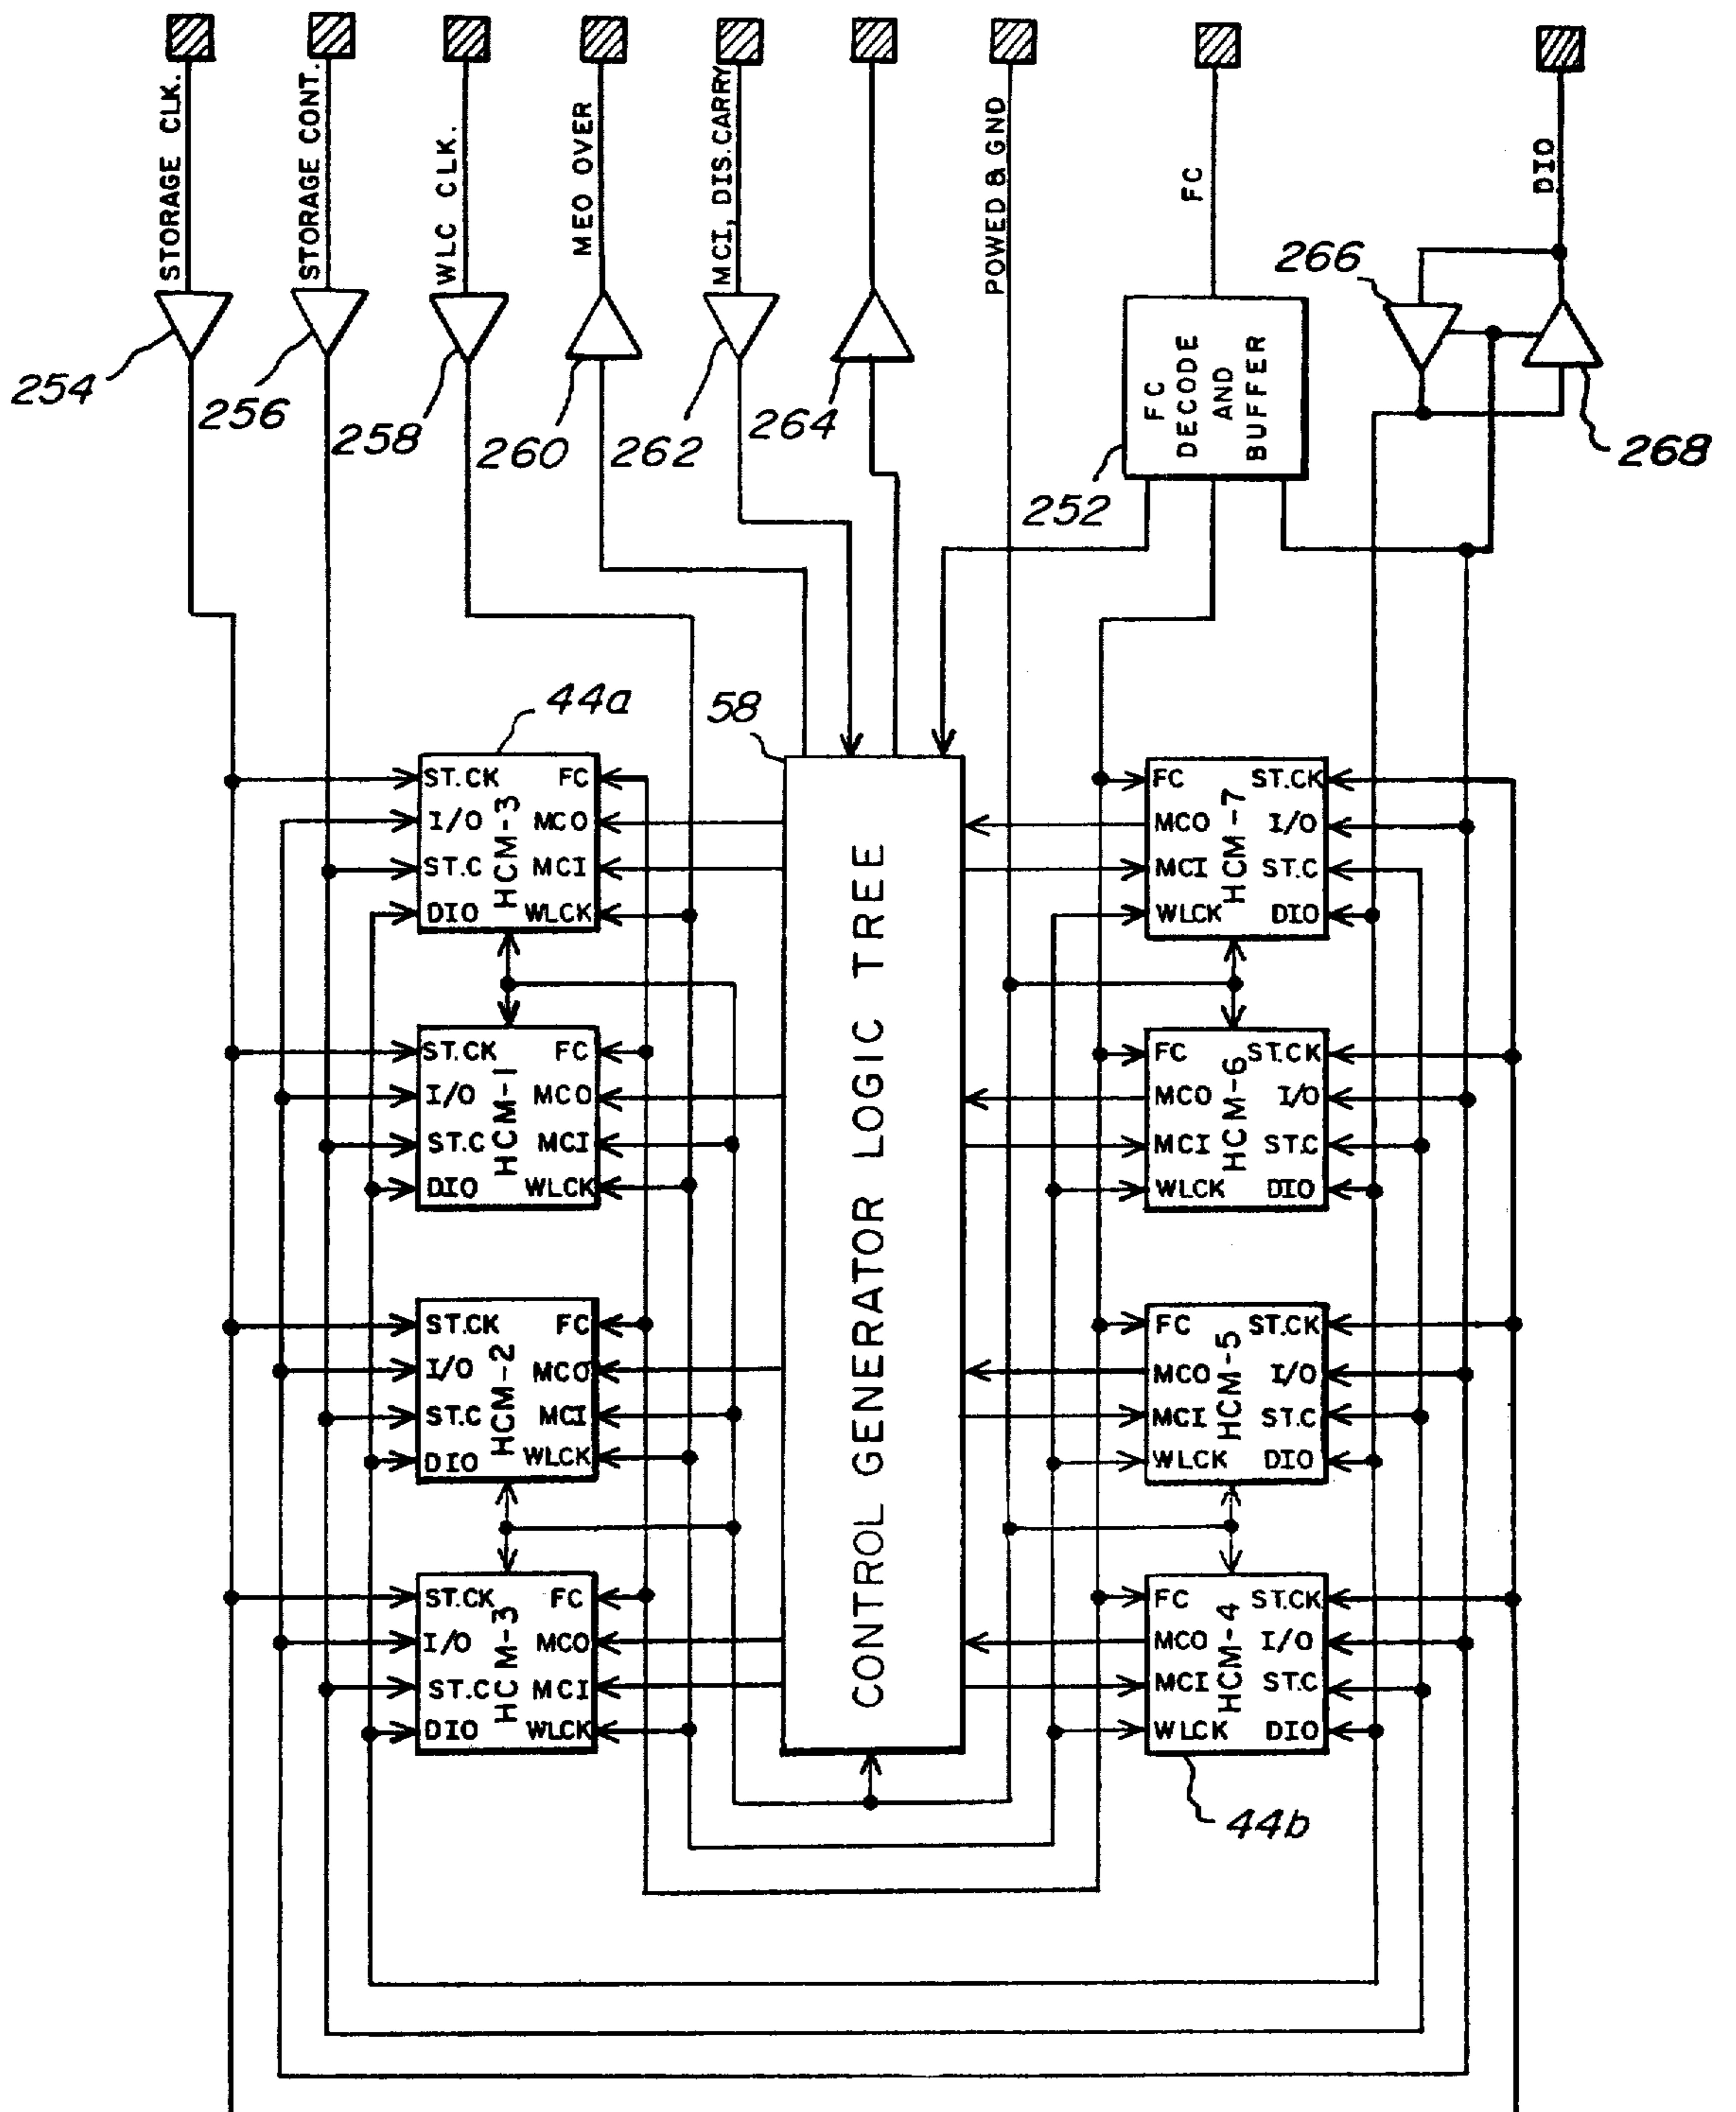 STORAGE CLK.
STORAGE CONT.
WLC CLK.
MEO OVER
MCI, DIS.CARRY
POWED & GND
FC
DIO
254
256
258
260
262
264
FC DECODE AND BUFFER
252
266
268
44a
58
ST.CK FC
I/O MCO
ST.C MCI
DIO WLCK
HCM-3
ST.CK FC
I/O MCO
ST.C MCI
DIO WLCK
HCM-1
ST.CK FC
I/O MCO
ST.C MCI
DIO WLCK
HCM-2
ST.CK FC
I/O MCO
ST.C MCI
DIO WLCK
HCM-3
CONTROL GENERATOR LOGIC TREE
FC ST.CK
MCO I/O
MCI ST.C
WLCK DIO
HCM-7
FC ST.CK
MCO I/O
MCI ST.C
WLCK DIO
HCM-6
FC ST.CK
MCO I/O
MCI ST.C
WLCK DIO
HCM-5
FC ST.CK
MCO I/O
MCI ST.C
WLCK DIO
HCM-4
44b